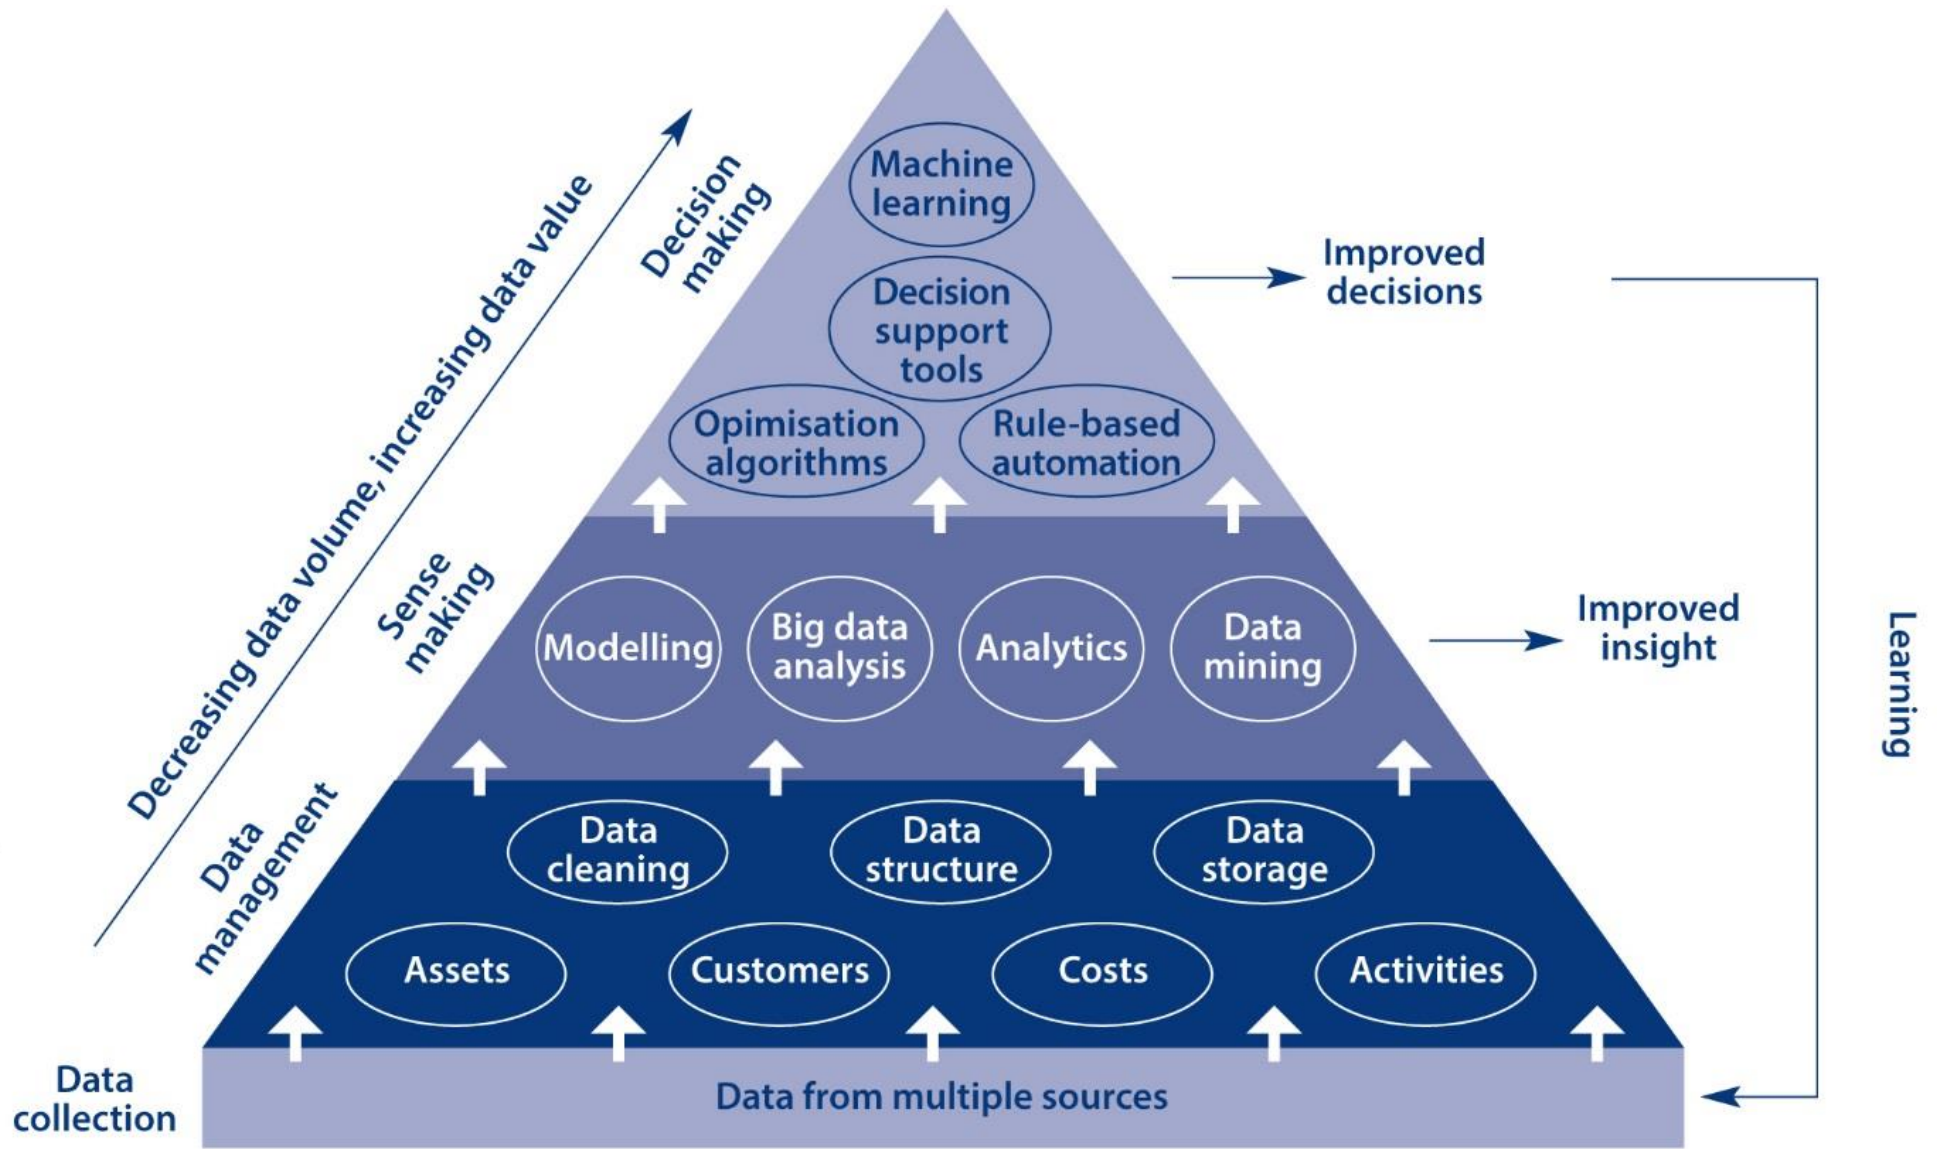 Machine
learning
Decision
making
Decreasing data volume, increasing data value
Improved
decisions
Decision
support
tools
Opimisation
algorithms
Rule-based
automation
Sense
making
Modelling
Big data
analysis
Analytics
Data
mining
Improved
insight
Learning
Data
management
Data
cleaning
Data
structure
Data
storage
Assets
Customers
Costs
Activities
Data
collection
Data from multiple sources